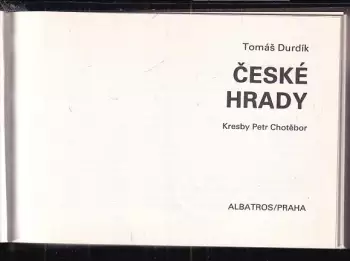 Tomáš Durdík
ČESKÉ
HRADY
Kresby Petr Chotěbor
ALBATROS/PRAHA